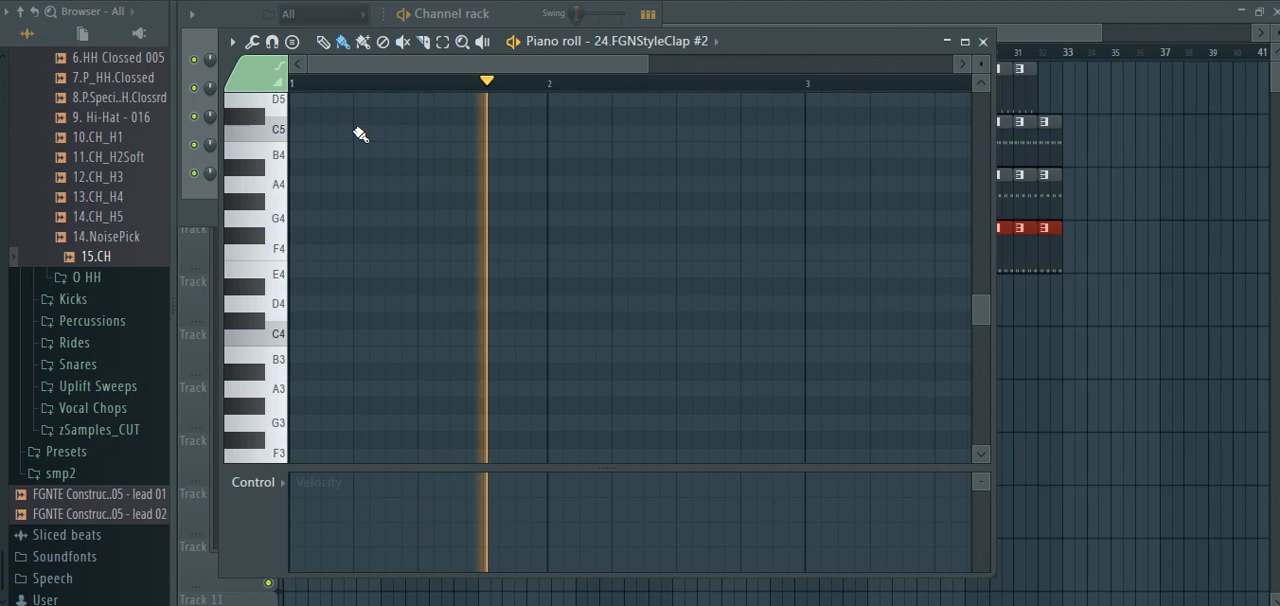 Browser - All
All
Channel rack
Swing
Piano roll - 24.FGNStyleClap #2
6.HH Clossed 005
7.P_HH.Clossed
8.P.Speci..H.Clossrd
9. Hi-Hat - 016
10.CH_H1
11.CH_H2Soft
12.CH_H3
13.CH_H4
14.CH_H5
14.NoisePick
15.CH
O HH
Kicks
Percussions
Rides
Snares
Uplift Sweeps
Vocal Chops
zSamples_CUT
Presets
smp2
FGNTE Construc..05 - lead 01
FGNTE Construc..05 - lead 02
Sliced beats
Soundfonts
Speech
User
Track
Track
Track
Track
Track
Track
Track
Track 11
1 2 3
D5
C5
B4
A4
G4
F4
E4
D4
C4
B3
A3
G3
F3
Control
Velocity
31 33 35 36 37 38 39 40 41